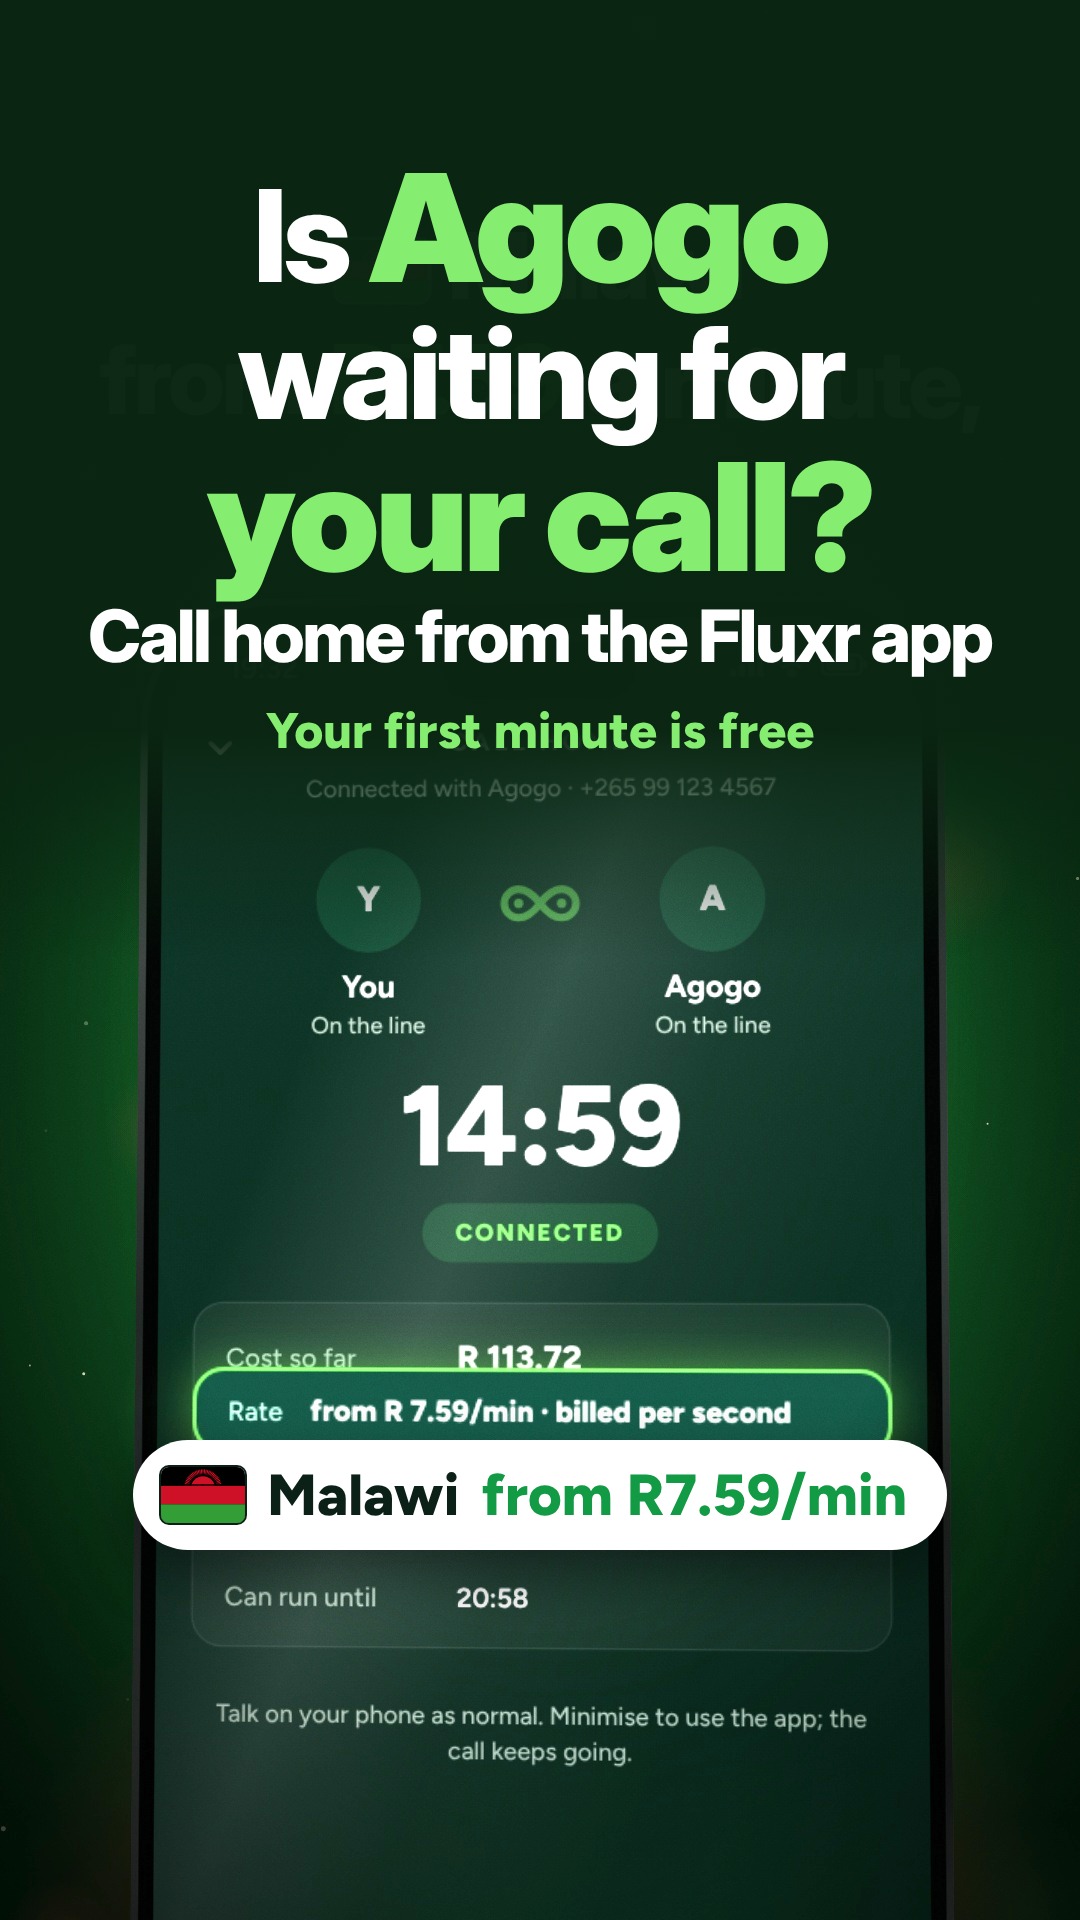 Is Agogo
waiting for
your call?
Call home from the Fluxr app
Your first minute is free
Connected with Agogo · +265 99 123 4567
Y
A
You
Agogo
On the line
On the line
14:59
CONNECTED
Cost so far R 113.72
Rate from R 7.59/min · billed per second
Malawi from R7.59/min
Can run until 20:58
Talk on your phone as normal. Minimise to use the app; the
call keeps going.